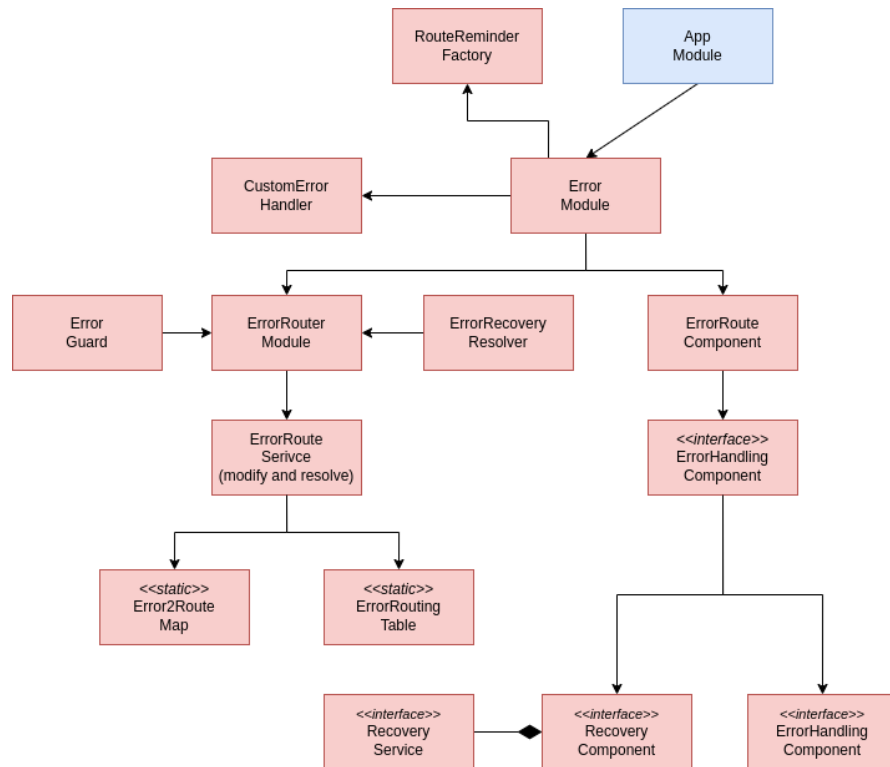 RouteReminder
Factory
App
Module
CustomError
Handler
Error
Module
Error
Guard
ErrorRouter
Module
ErrorRecovery
Resolver
ErrorRoute
Component
ErrorRoute
Serivce
(modify and resolve)
<<interface>>
ErrorHandling
Component
<<static>>
Error2Route
Map
<<static>>
ErrorRouting
Table
<<interface>>
Recovery
Service
<<interface>>
Recovery
Component
<<interface>>
ErrorHandling
Component